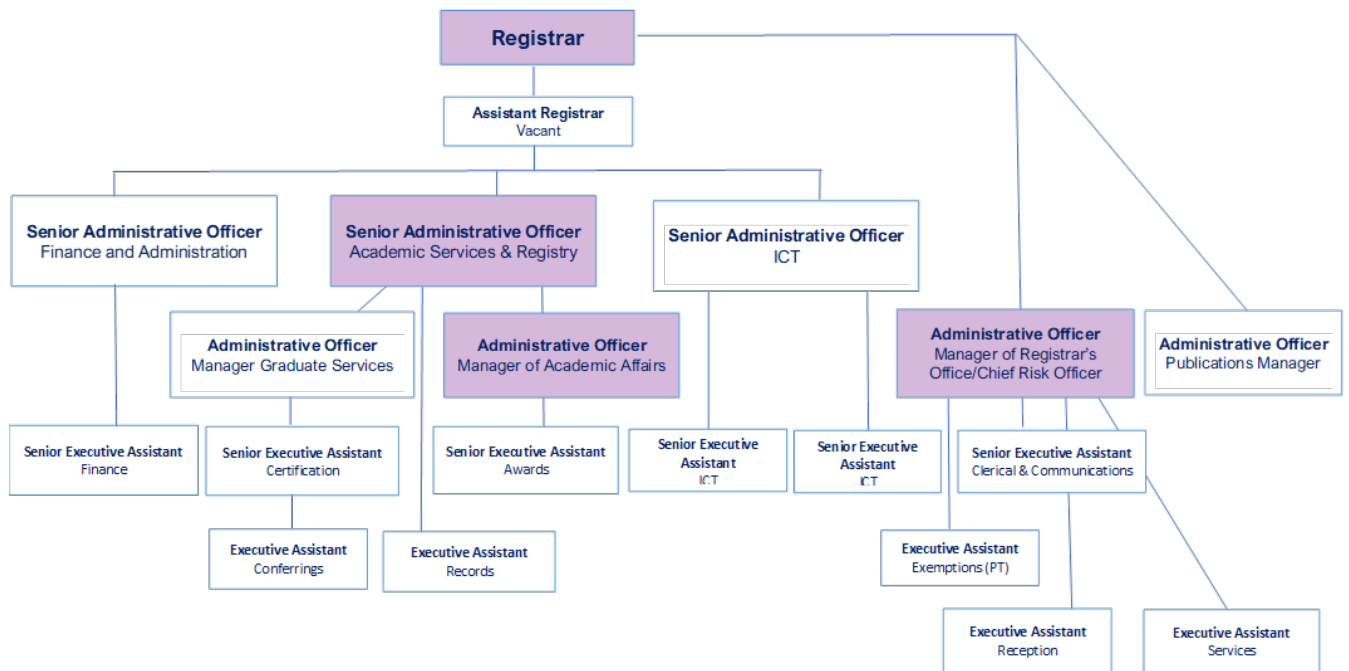 Registrar
Assistant Registrar
Vacant
Senior Administrative Officer
Finance and Administration
Senior Administrative Officer
Academic Services & Registry
Senior Administrative Officer
ICT
Administrative Officer
Manager Graduate Services
Administrative Officer
Manager of Academic Affairs
Administrative Officer
Manager of Registrar's
Office/Chief Risk Officer
Administrative Officer
Publications Manager
Senior Executive Assistant
Finance
Senior Executive Assistant
Certification
Senior Executive Assistant
Awards
Senior Executive
Assistant
ICT
Senior Executive
Assistant
ICT
Senior Executive Assistant
Clerical & Communications
Executive Assistant
Conferrings
Executive Assistant
Records
Executive Assistant
Exemptions (PT)
Executive Assistant
Reception
Executive Assistant
Services